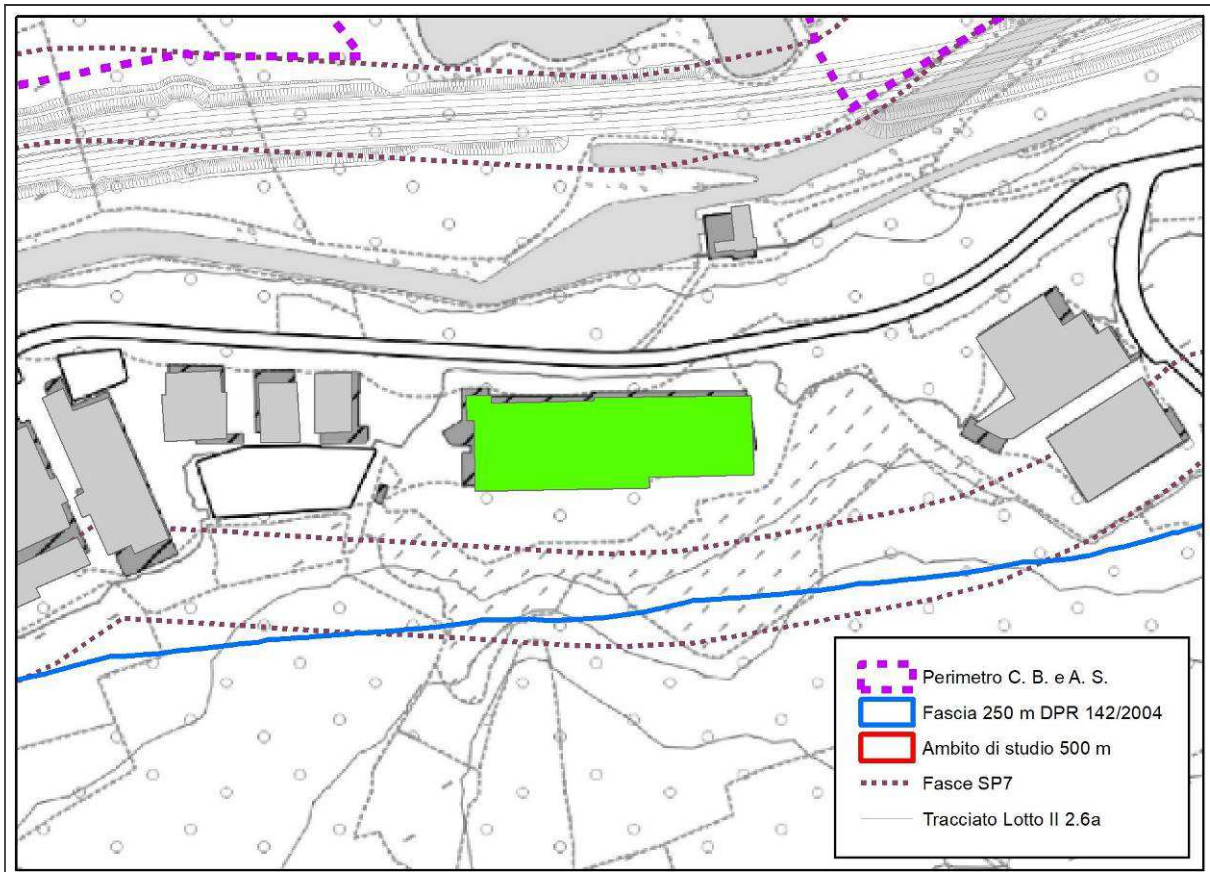 Perimetro C. B. e A. S.
Fascia 250 m DPR 142/2004
Ambito di studio 500 m
Fasce SP7
Tracciato Lotto II 2.6a